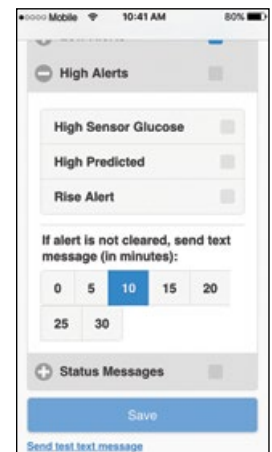 Mobile 10:41 AM 80%
Low Alerts
High Alerts
High Sensor Glucose
High Predicted
Rise Alert
If alert is not cleared, send text
message (in minutes):
0 5 10 15 20
25 30
Status Messages
Save
Send test text message